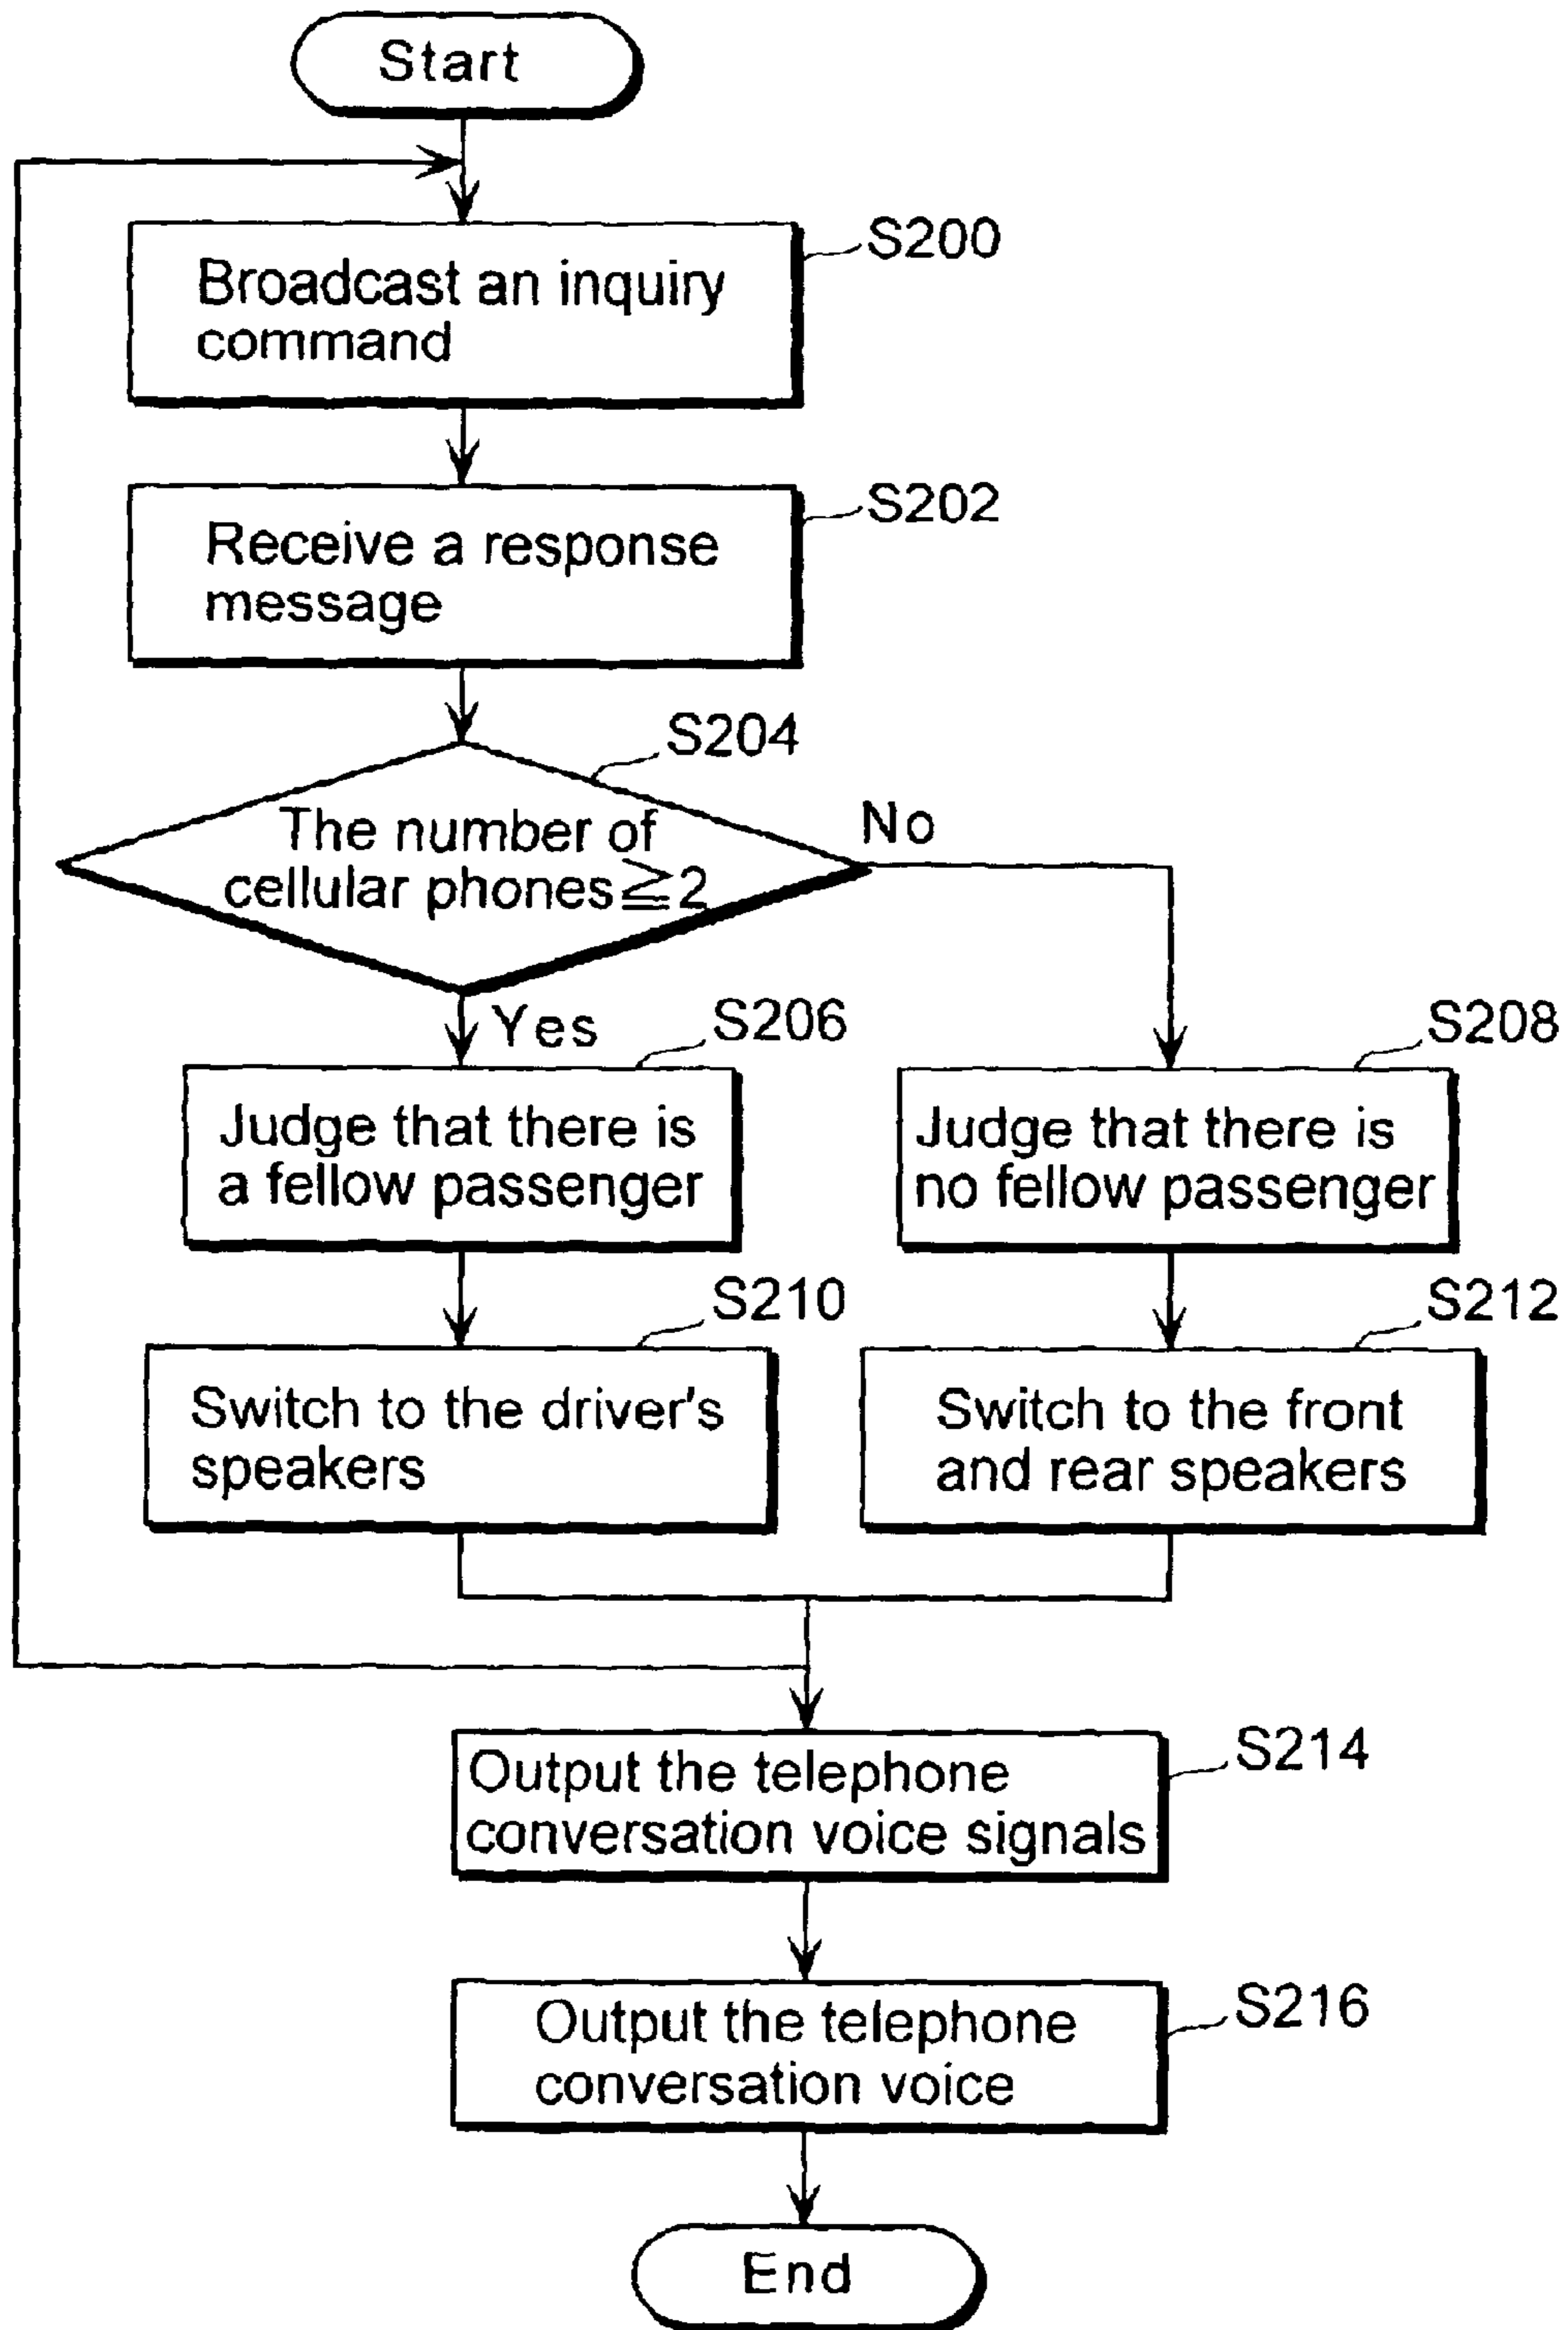 Start
S200
Broadcast an inquiry
command
S202
Receive a response
message
S204
The number of
cellular phones≧2
No
Yes
S206
Judge that there is
a fellow passenger
S208
Judge that there is
no fellow passenger
S210
Switch to the driver's
speakers
S212
Switch to the front
and rear speakers
S214
Output the telephone
conversation voice signals
S216
Output the telephone
conversation voice
End